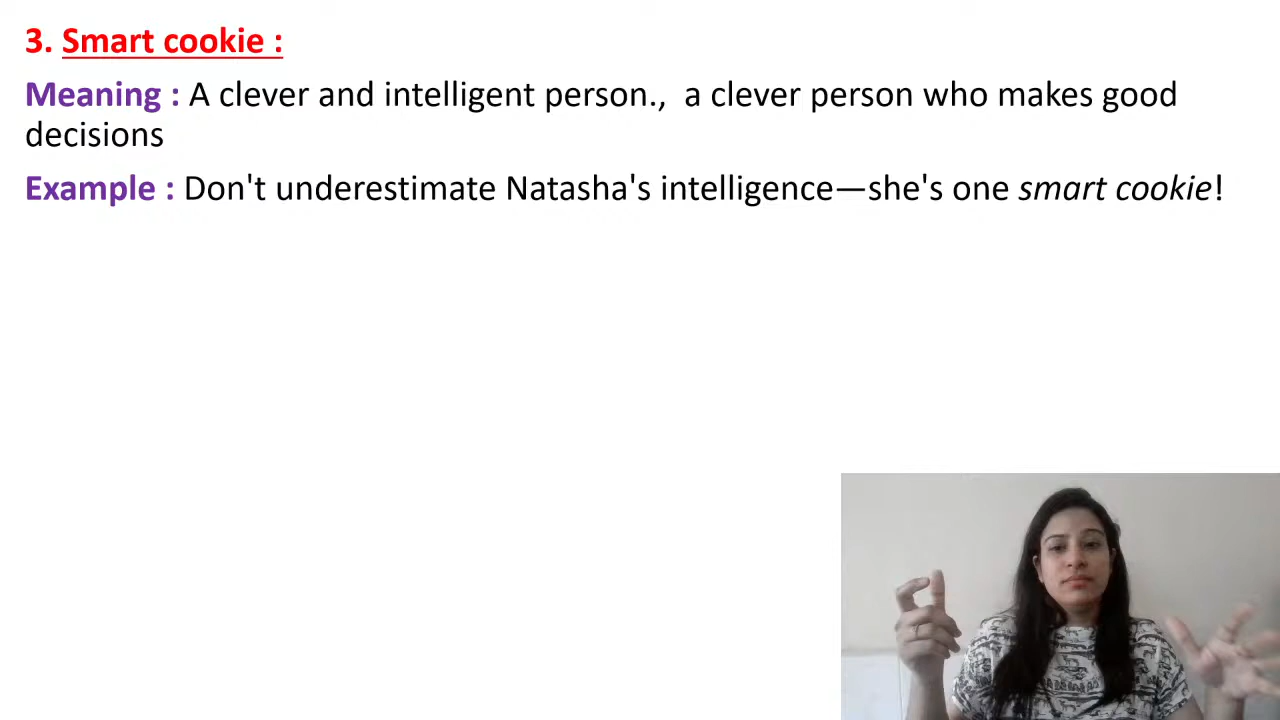 3. Smart cookie :
Meaning : A clever and intelligent person.,  a clever person who makes good
decisions
Example : Don't underestimate Natasha's intelligence—she's one smart cookie!